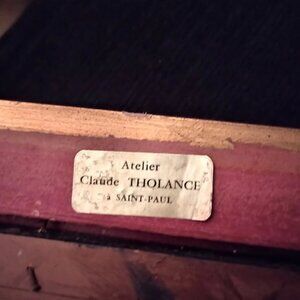 Atelier
Claude THOLANCE
à SAINT-PAUL